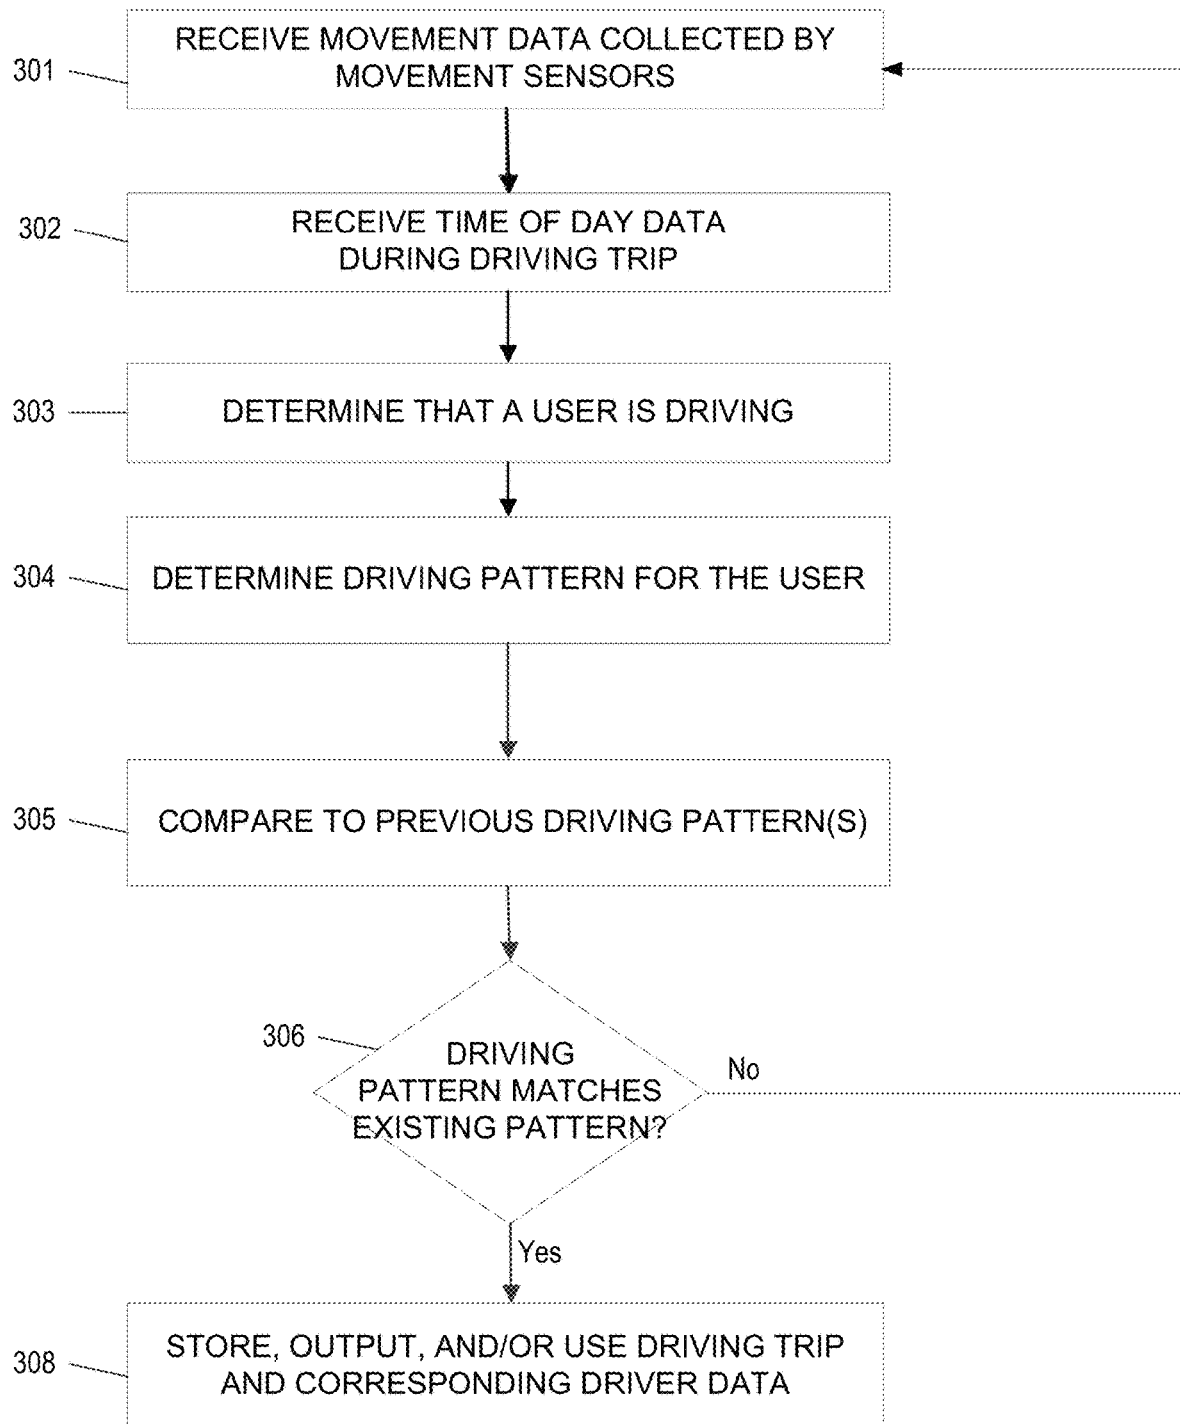 RECEIVE MOVEMENT DATA COLLECTED BY
MOVEMENT SENSORS
301
RECEIVE TIME OF DAY DATA
DURING DRIVING TRIP
302
DETERMINE THAT A USER IS DRIVING
303
DETERMINE DRIVING PATTERN FOR THE USER
304
COMPARE TO PREVIOUS DRIVING PATTERN(S)
305
306
DRIVING
PATTERN MATCHES
EXISTING PATTERN?
No
Yes
STORE, OUTPUT, AND/OR USE DRIVING TRIP
AND CORRESPONDING DRIVER DATA
308